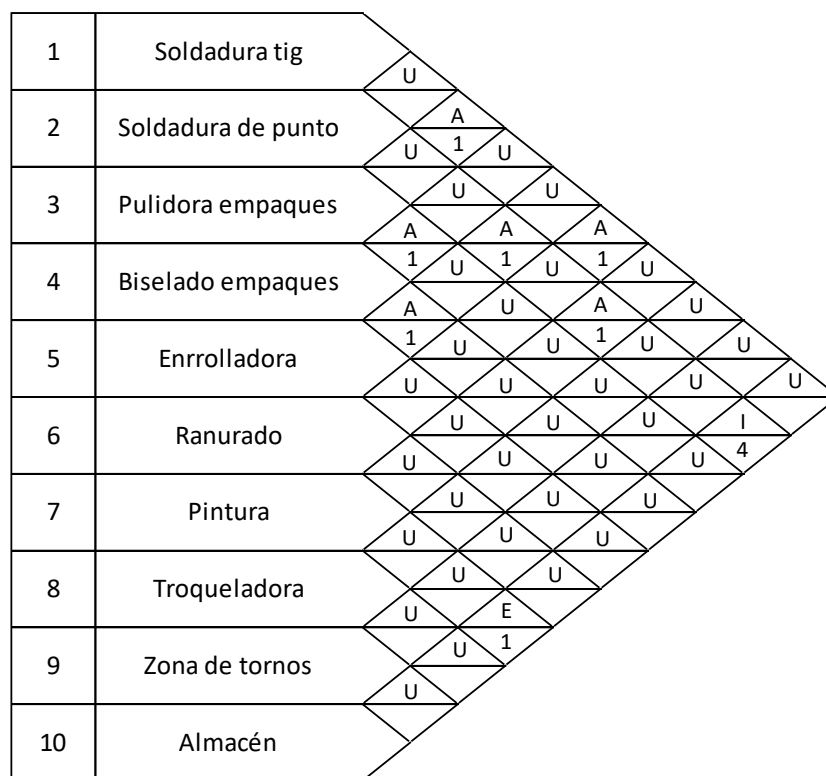 1 Soldadura tig
U
A
2 Soldadura de punto
U 1 U
U U
3 Pulidora empaques
A A A
1 U 1 U 1 U
4 Biselado empaques
A U A U
1 U U 1 U U
5 Enrrolladora
U U U U U
U U U I
6 Ranurado
U U U U 4
U U U
7 Pintura
U U U
U U
8 Troqueladora
U E
U 1
9 Zona de tornos
U
10 Almacén